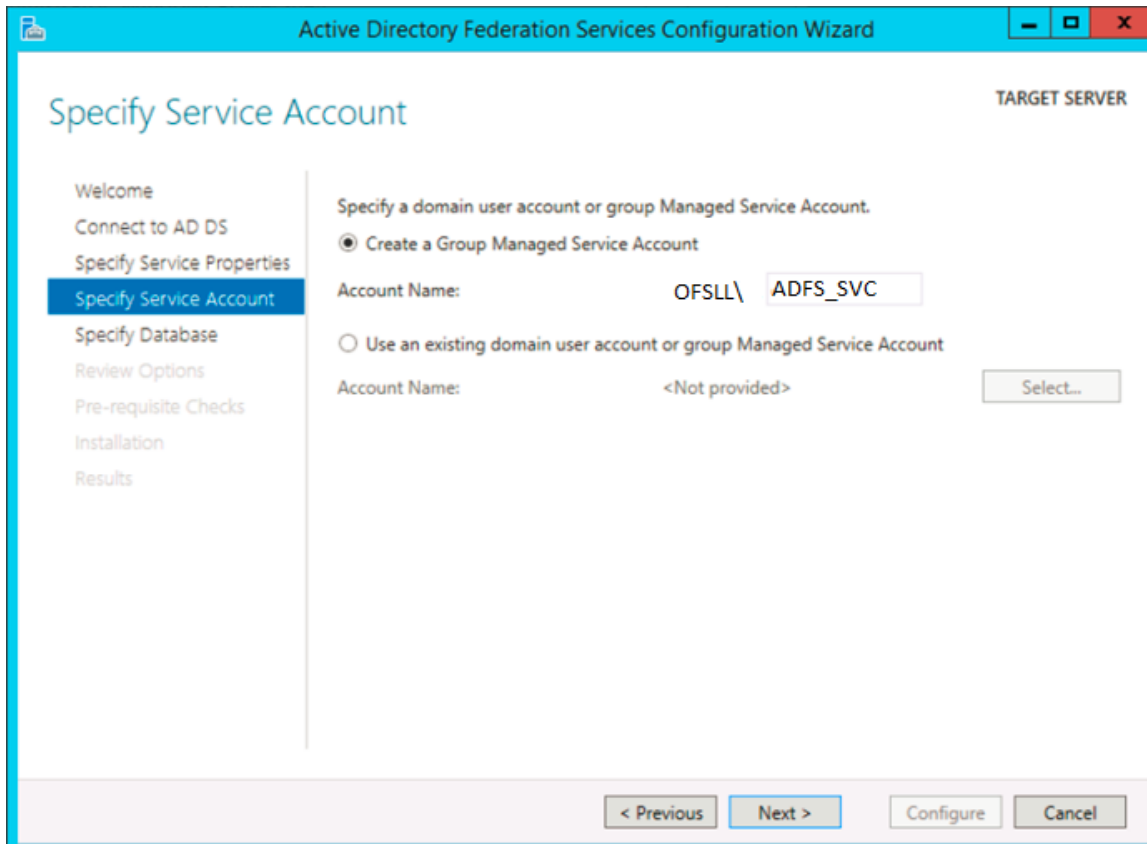 Active Directory Federation Services Configuration Wizard
Specify Service Account
TARGET SERVER
Welcome
Connect to AD DS
Specify Service Properties
Specify Service Account
Specify Database
Review Options
Pre-requisite Checks
Installation
Results
Specify a domain user account or group Managed Service Account.
Create a Group Managed Service Account
Account Name: OFSLL\ ADFS_SVC
Use an existing domain user account or group Managed Service Account
Account Name: <Not provided> Select...
< Previous Next > Configure Cancel